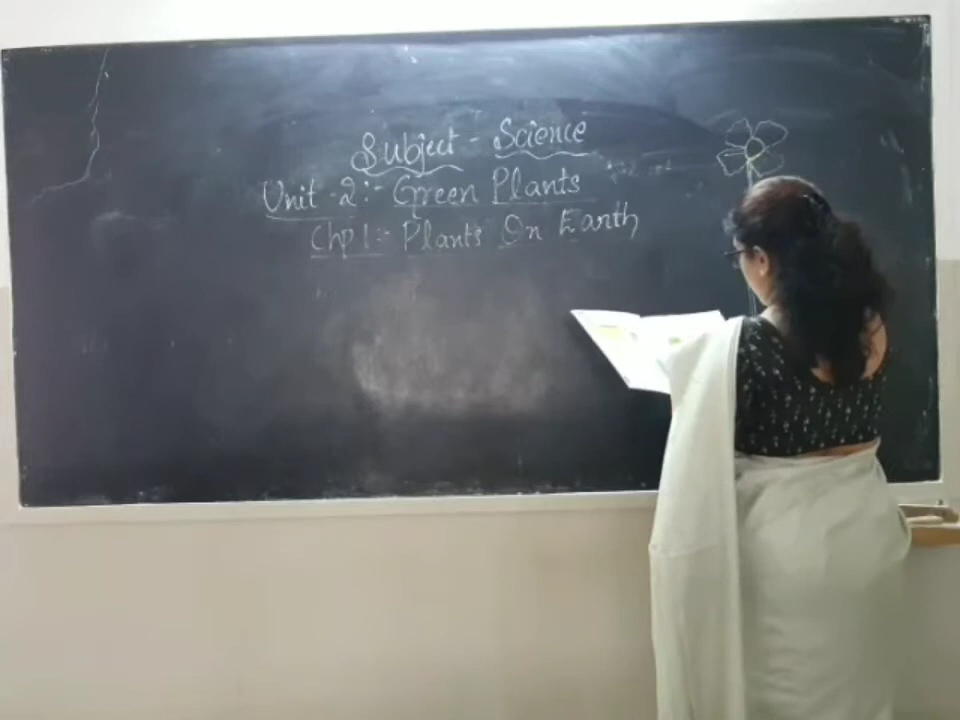 Subject - Science
Unit - 2 :- Green Plants
Chp 1 :- Plants On Earth